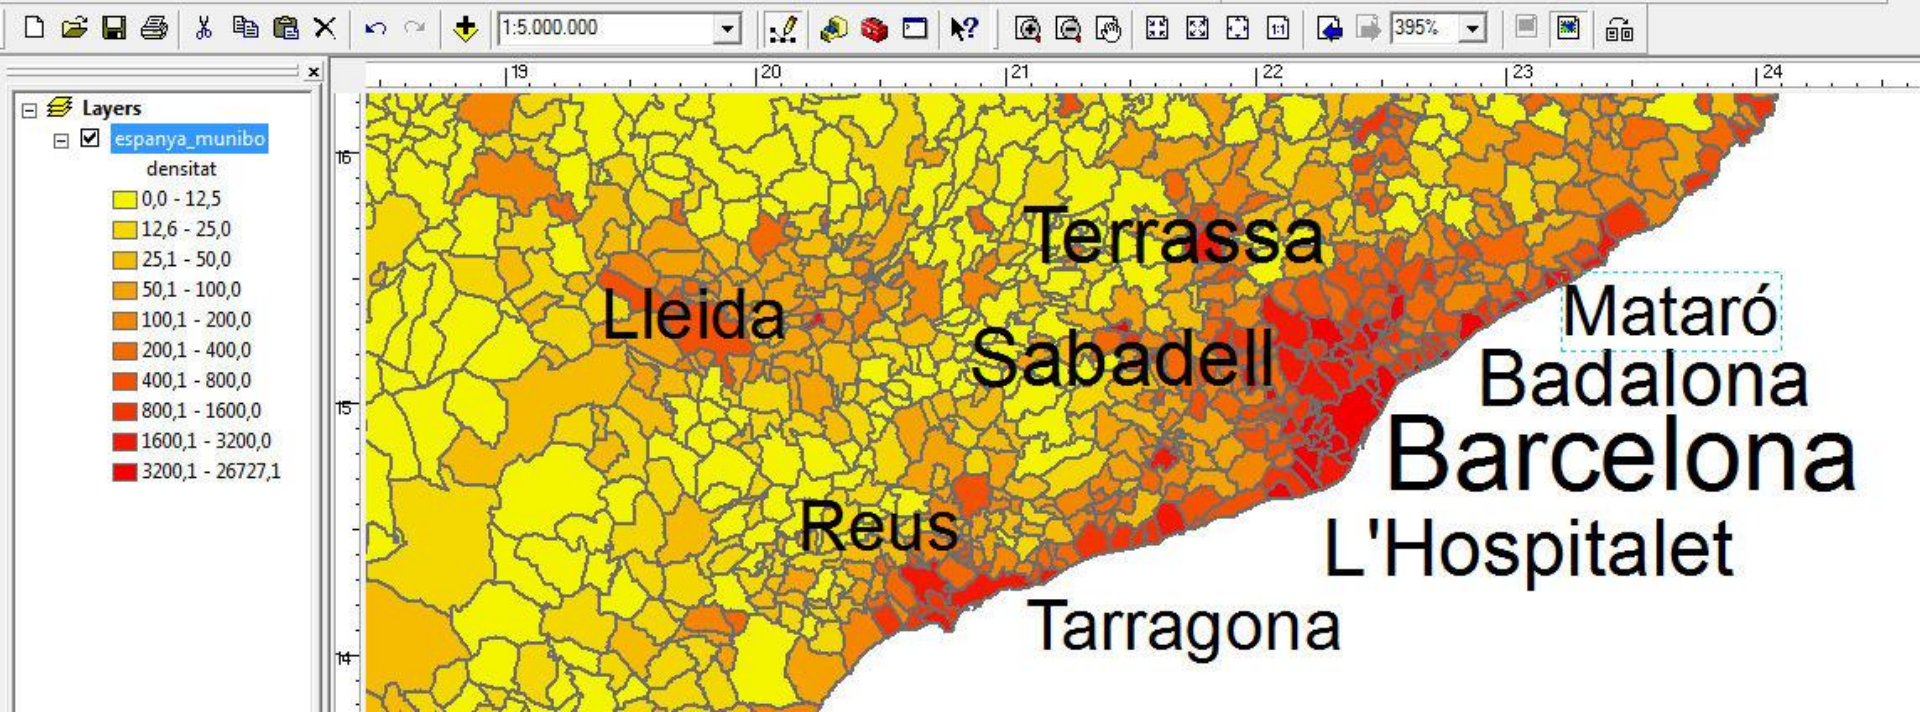 1:5.000.000
1:1
395%
19 20 21 22 23 24
Layers
espanya_munibo
densitat
0,0 - 12,5
12,6 - 25,0
25,1 - 50,0
50,1 - 100,0
100,1 - 200,0
200,1 - 400,0
400,1 - 800,0
800,1 - 1600,0
1600,1 - 3200,0
3200,1 - 26727,1
16
15
14
Terrassa
Lleida
Mataró
Sabadell
Badalona
Barcelona
Reus
L'Hospitalet
Tarragona